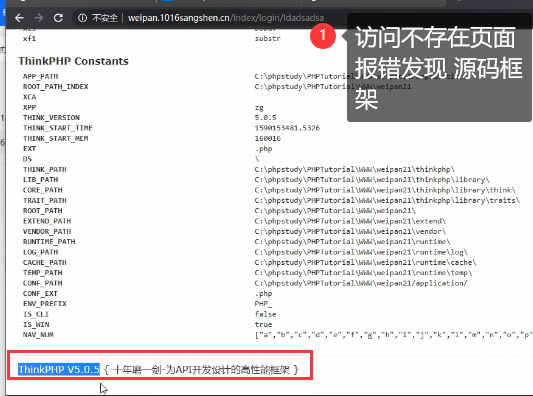 不安全 | weipan.1016sangshen.cn/index/login/ldadsadsa
1
访问不存在页面
报错发现 源码框
架
xf1 substr
ThinkPHP Constants
APP_PATH
ROOT_PATH_INDEX C:\phpstudy\PHPTutorial\WWW\weipan21
XCA
XPP zg
THINK_VERSION 5.0.5
THINK_START_TIME 1590153481.5326
THINK_START_MEM 160016
EXT .php
DS \
THINK_PATH C:\phpstudy\PHPTutorial\WWW\weipan21\thinkphp\
LIB_PATH C:\phpstudy\PHPTutorial\WWW\weipan21\thinkphp\library\
CORE_PATH C:\phpstudy\PHPTutorial\WWW\weipan21\thinkphp\library\think\
TRAIT_PATH C:\phpstudy\PHPTutorial\WWW\weipan21\thinkphp\library\traits\
ROOT_PATH C:\phpstudy\PHPTutorial\WWW\weipan21\
EXTEND_PATH C:\phpstudy\PHPTutorial\WWW\weipan21\extend\
VENDOR_PATH C:\phpstudy\PHPTutorial\WWW\weipan21\vendor\
RUNTIME_PATH C:\phpstudy\PHPTutorial\WWW\weipan21\runtime\
LOG_PATH C:\phpstudy\PHPTutorial\WWW\weipan21\runtime\log\
CACHE_PATH C:\phpstudy\PHPTutorial\WWW\weipan21\runtime\cache\
TEMP_PATH C:\phpstudy\PHPTutorial\WWW\weipan21\runtime\temp\
CONF_PATH C:\phpstudy\PHPTutorial\WWW\weipan21/application/
CONF_EXT .php
ENV_PREFIX PHP_
IS_CLI false
IS_WIN true
NAV_NUM ["a","b","c","d","e","f","g","h","i","j","k","l","m","n","o","p"
ThinkPHP V5.0.5 { 十年磨一剑-为API开发设计的高性能框架 }